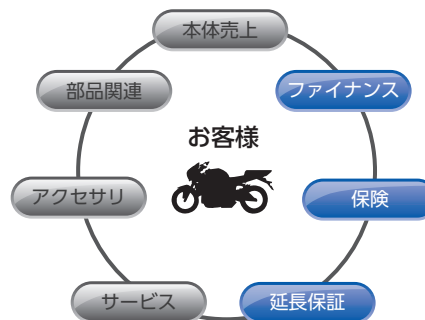 本体売上
部品関連
ファイナンス
お客様
アクセサリ
保険
サービス
延長保証